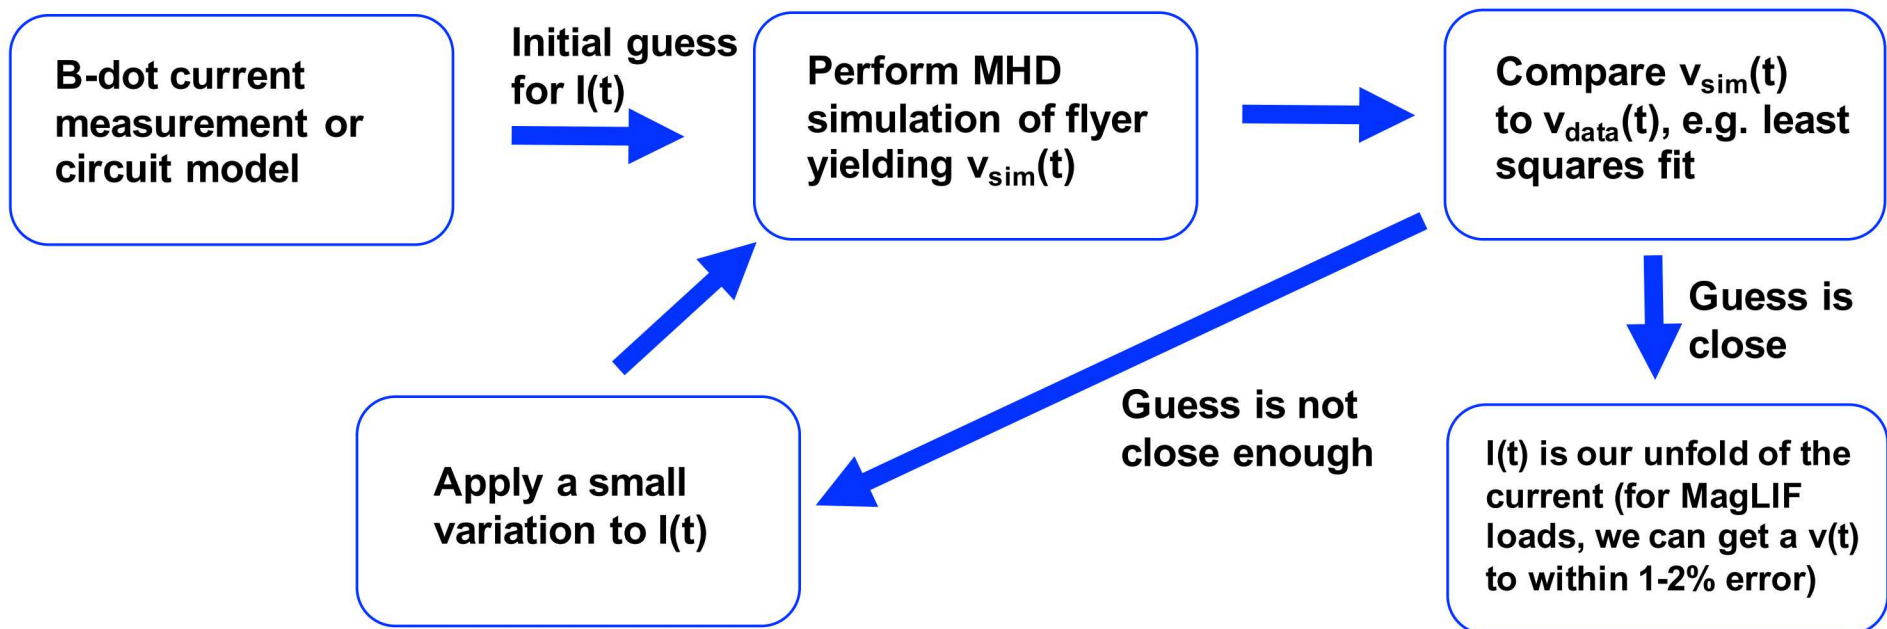 B-dot current
measurement or
circuit model
Initial guess
for I(t)
Perform MHD
simulation of flyer
yielding vsim(t)
Compare vsim(t)
to vdata(t), e.g. least
squares fit
Guess is
close
Guess is not
close enough
Apply a small
variation to I(t)
I(t) is our unfold of the
current (for MagLIF
loads, we can get a v(t)
to within 1-2% error)